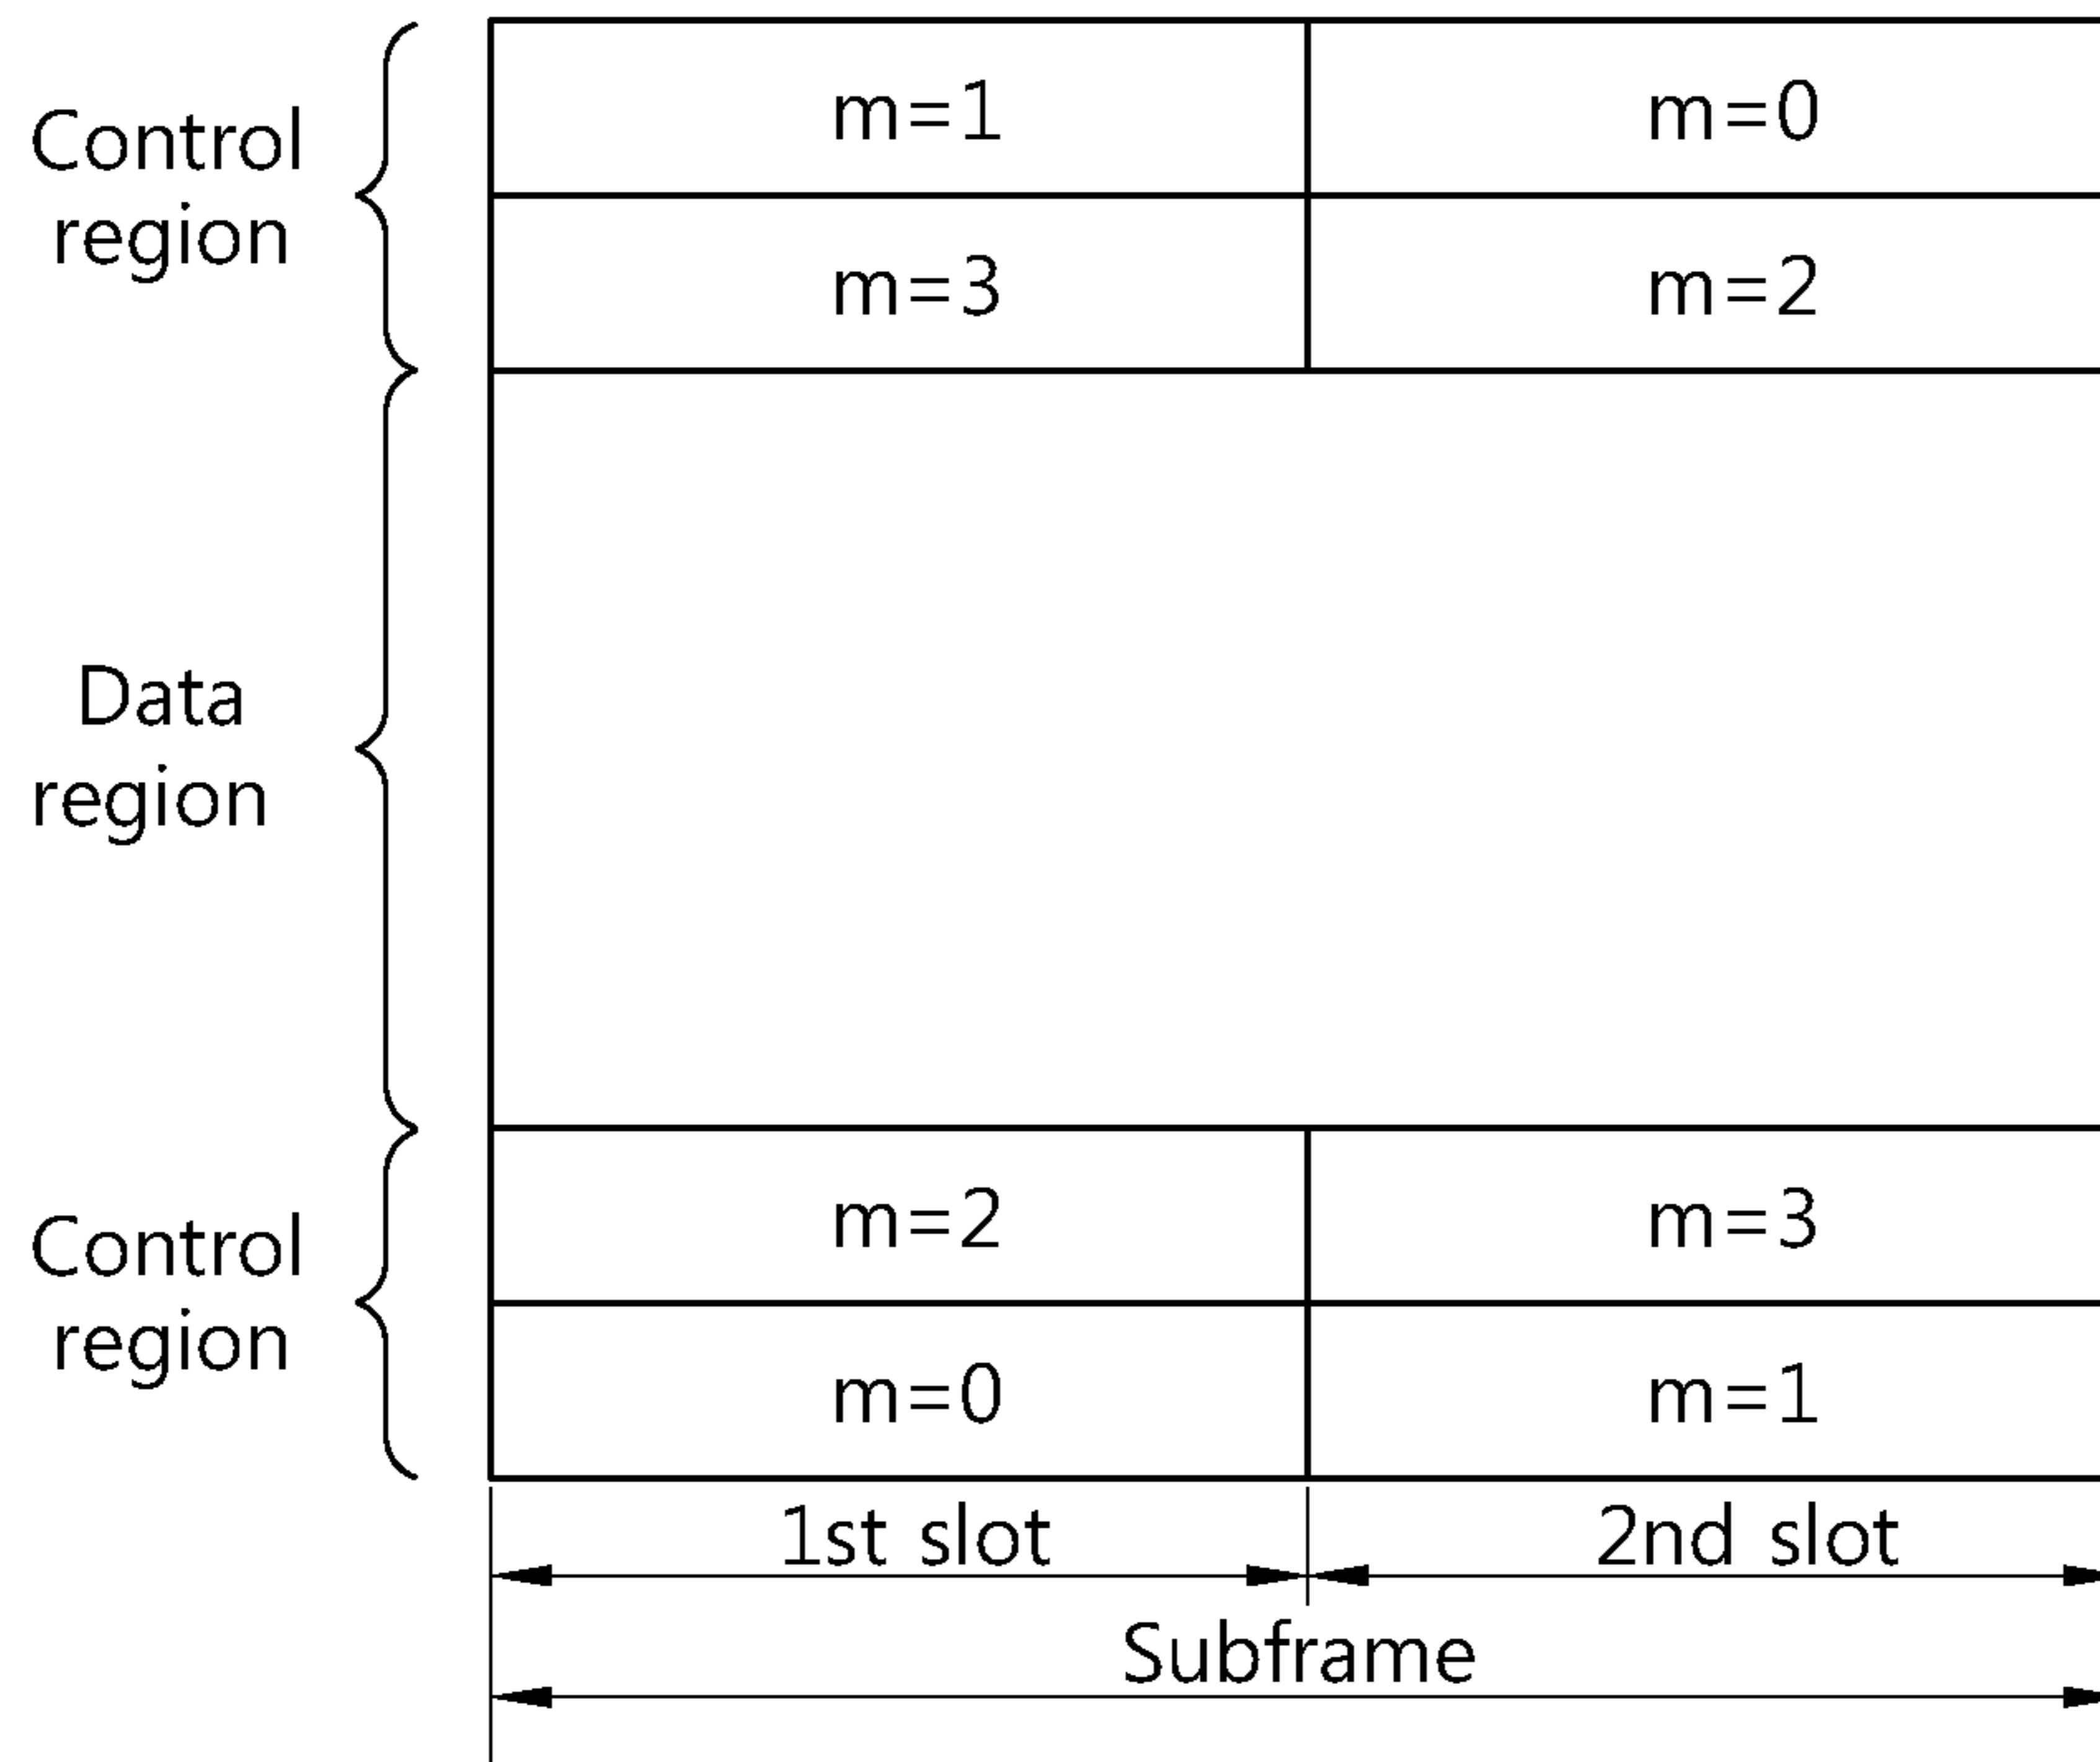 m=1 m=0
Control
region
m=3 m=2
Data
region
m=2 m=3
Control
region
m=0 m=1
1st slot 2nd slot
Subframe